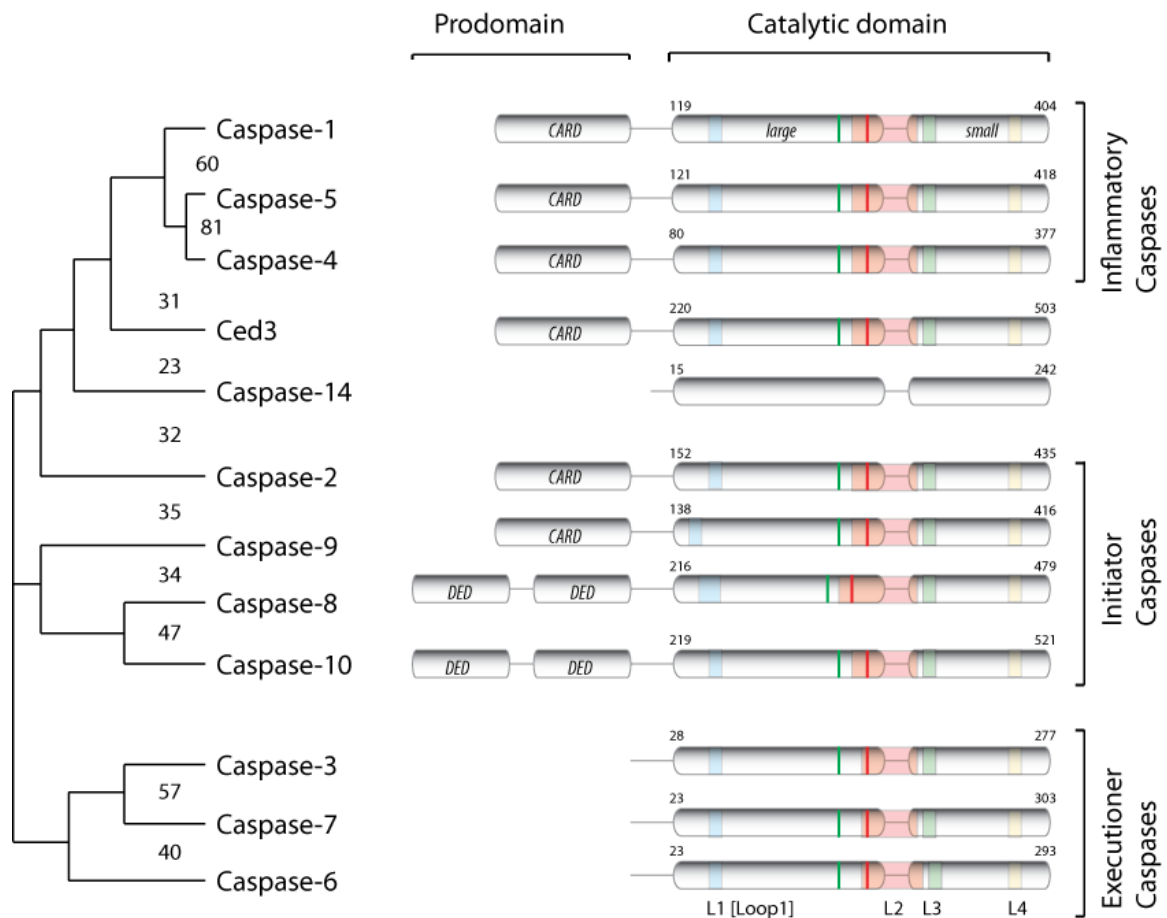 Prodomain
Catalytic domain
Caspase-1
CARD
119
large
small
404
60
Caspase-5
CARD
121
418
81
Caspase-4
CARD
80
377
31
Ced3
CARD
220
503
23
Caspase-14
15
242
32
Caspase-2
CARD
152
435
35
Caspase-9
CARD
138
416
34
Caspase-8
DED
DED
216
479
47
Caspase-10
DED
DED
219
521
Caspase-3
28
277
57
Caspase-7
23
303
40
Caspase-6
23
293
L1 [Loop1]
L2
L3
L4
Inflammatory
Caspases
Initiator
Caspases
Executioner
Caspases